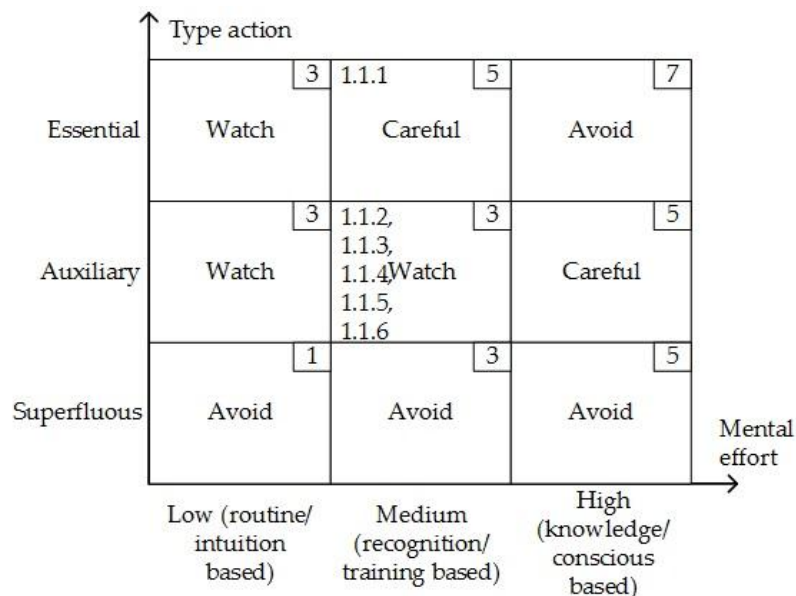 Type action
Essential
3
Watch
1.1.1
5
Careful
7
Avoid
Auxiliary
3
Watch
1.1.2,
1.1.3,
1.1.4,
1.1.5,
1.1.6
3
Watch
5
Careful
Superfluous
1
Avoid
3
Avoid
5
Avoid
Mental
effort
Low (routine/
intuition
based)
Medium
(recognition/
training based)
High
(knowledge/
conscious
based)